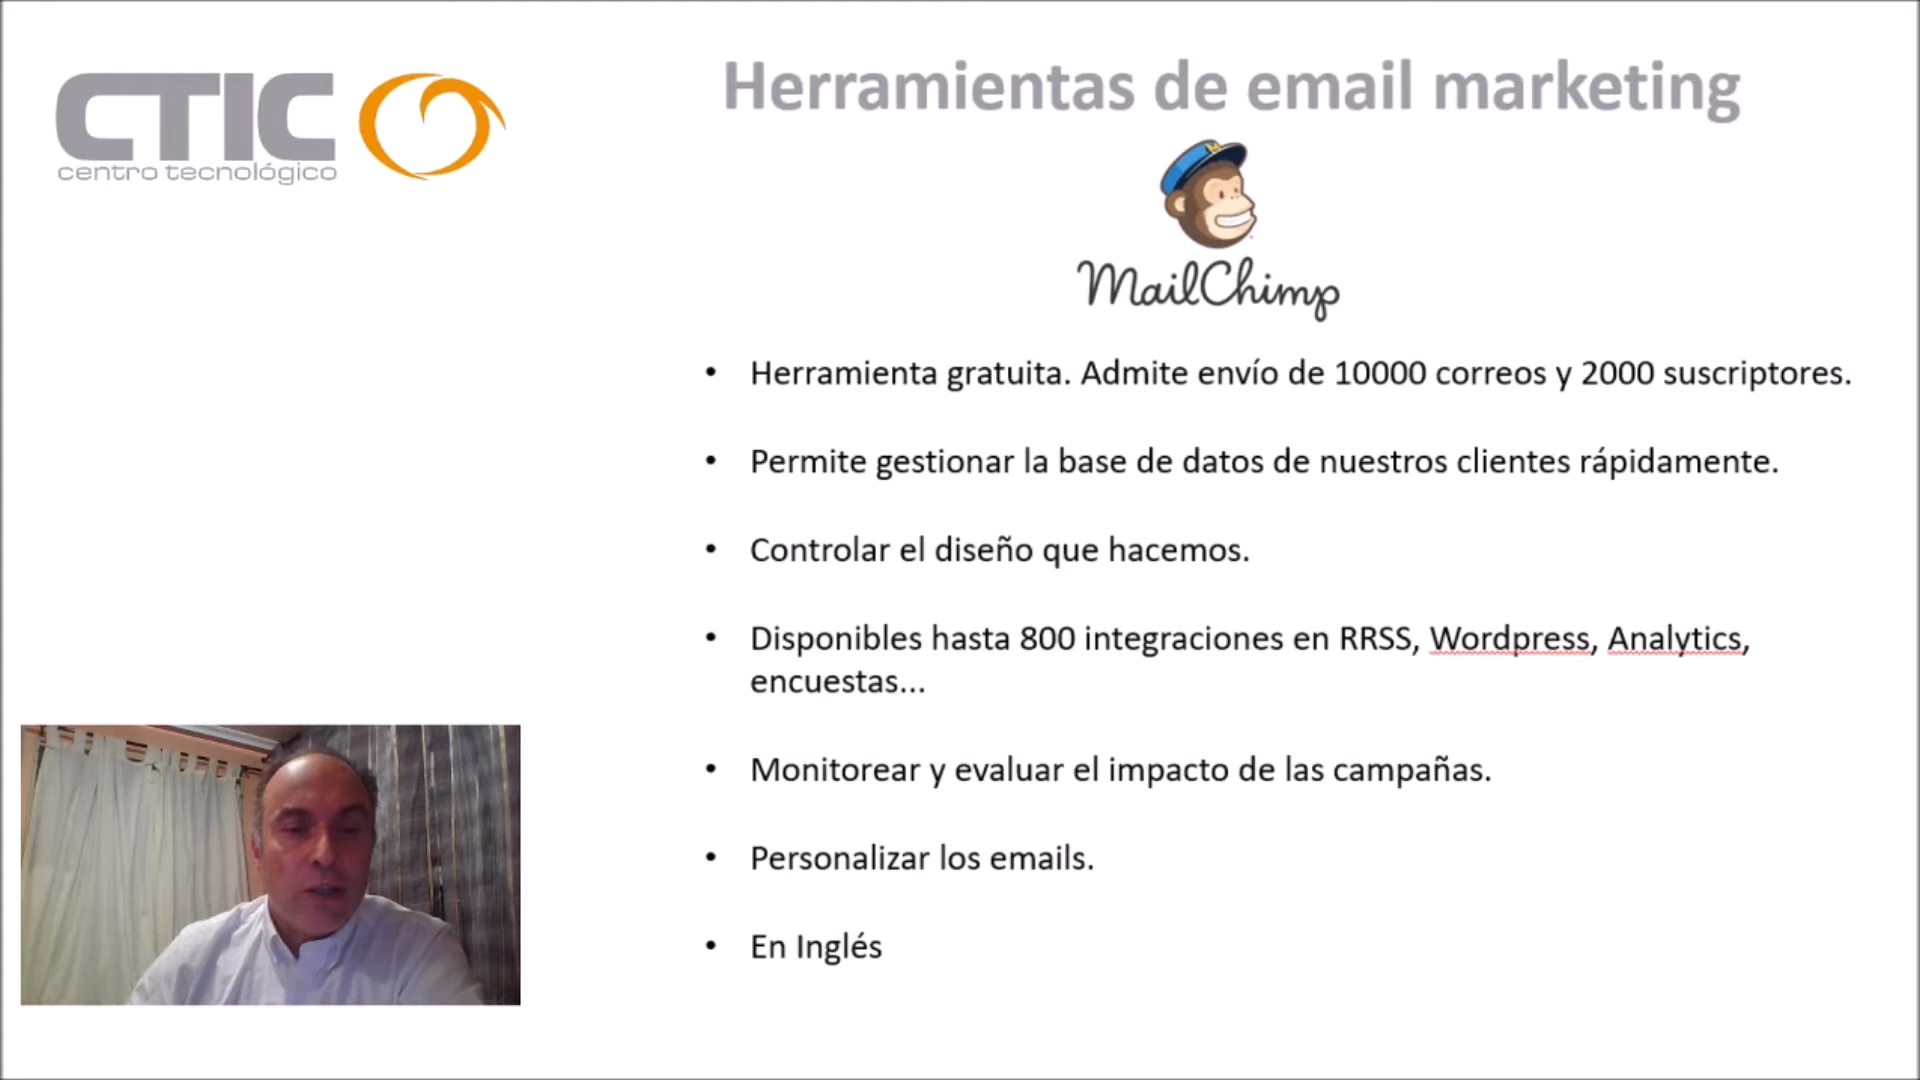 CTIC
centro tecnológico
Herramientas de email marketing
MailChimp
• Herramienta gratuita. Admite envío de 10000 correos y 2000 suscriptores.
• Permite gestionar la base de datos de nuestros clientes rápidamente.
• Controlar el diseño que hacemos.
• Disponibles hasta 800 integraciones en RRSS, Wordpress, Analytics,
encuestas...
• Monitorear y evaluar el impacto de las campañas.
• Personalizar los emails.
• En Inglés